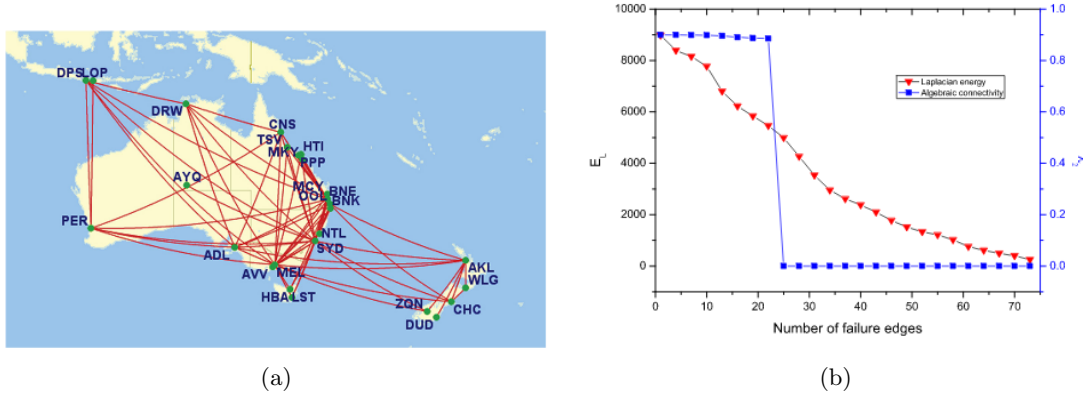 DPS LOP
DRW
CNS
TSV
HTI
MKY
PPP
AYQ
MCY
BNE
OOL
BNK
PER
NTL
SYD
ADL
AVV
MEL
AKL
WLG
HBA LST
ZQN
CHC
DUD
(a)
10000
8000
6000
4000
2000
0
E_L
1.0
0.8
0.6
0.4
0.2
0.0
Laplacian energy
Algebraic connectivity
0 10 20 30 40 50 60 70
Number of failure edges
(b)